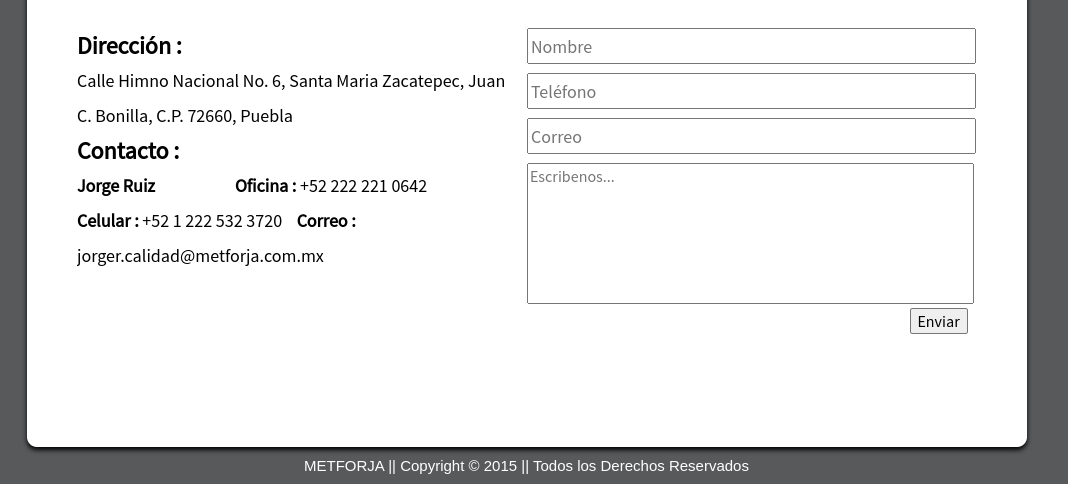 Dirección :
Calle Himno Nacional No. 6, Santa Maria Zacatepec, Juan
C. Bonilla, C.P. 72660, Puebla
Contacto :
Jorge Ruiz Oficina : +52 222 221 0642
Celular : +52 1 222 532 3720 Correo :
jorger.calidad@metforja.com.mx
Nombre
Teléfono
Correo
Escribenos...
Enviar
METFORJA || Copyright © 2015 || Todos los Derechos Reservados